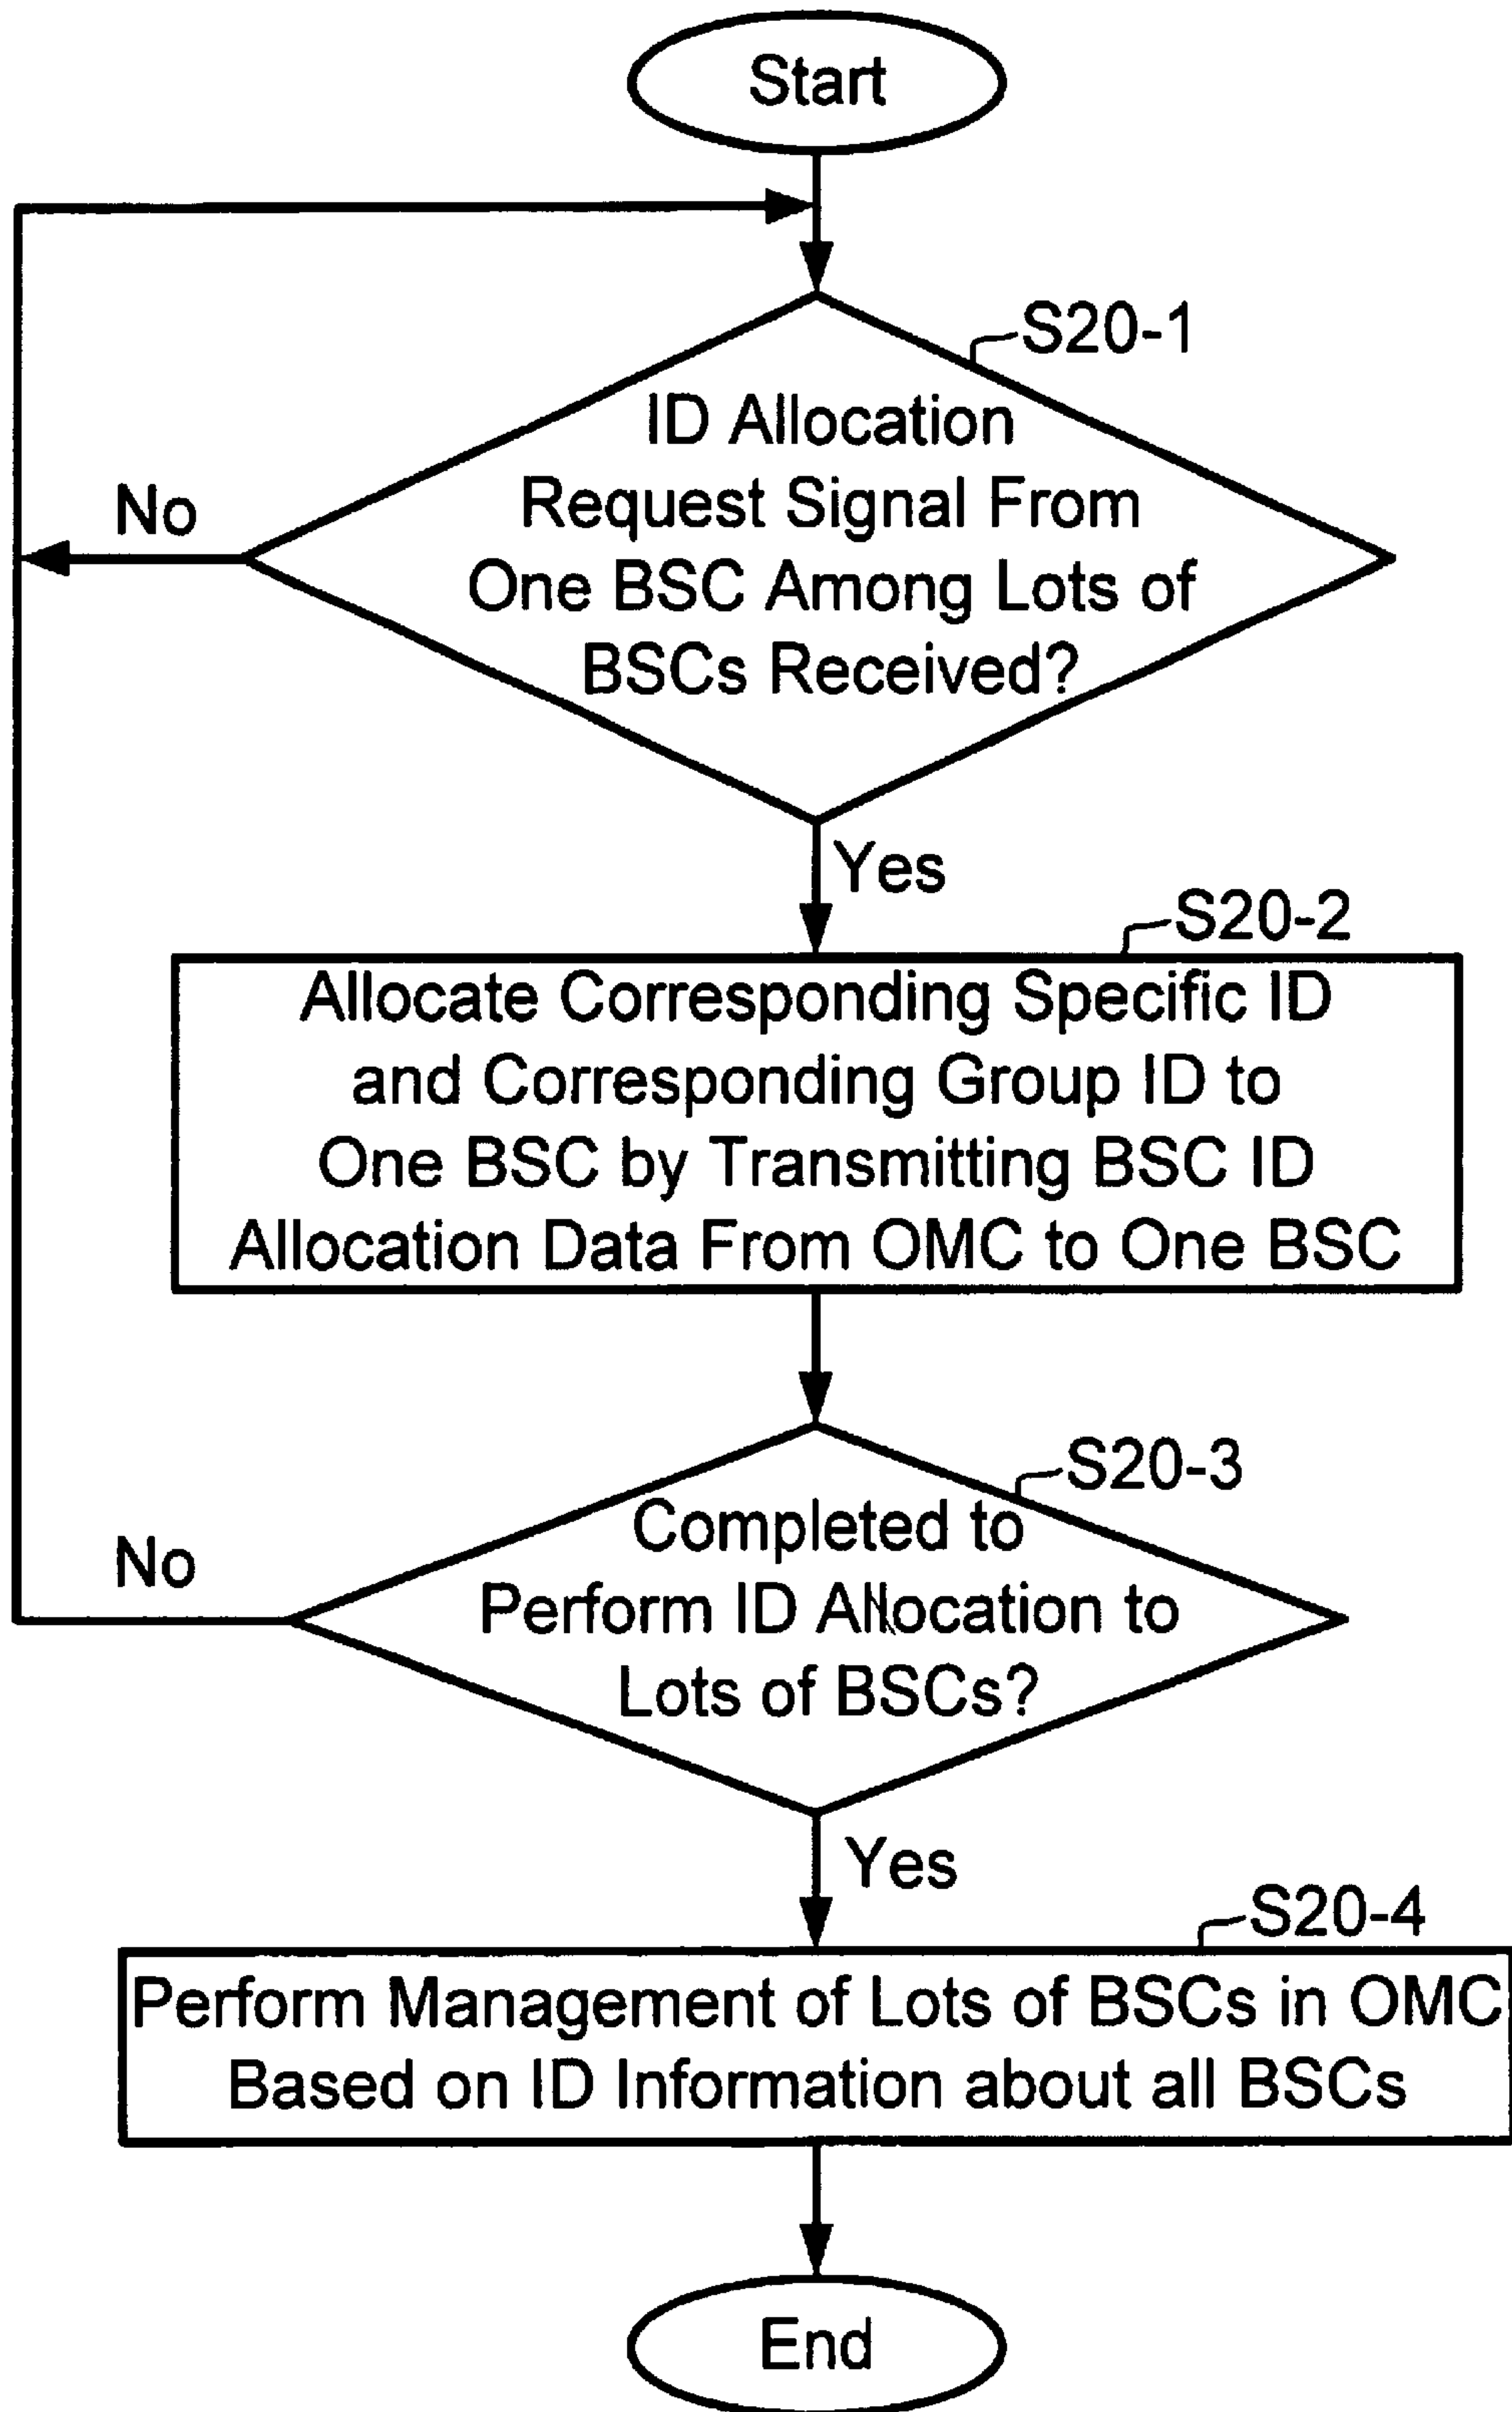 Start
S20-1
ID Allocation
Request Signal From
One BSC Among Lots of
BSCs Received?
No
Yes
S20-2
Allocate Corresponding Specific ID
and Corresponding Group ID to
One BSC by Transmitting BSC ID
Allocation Data From OMC to One BSC
S20-3
Completed to
Perform ID Allocation to
Lots of BSCs?
No
Yes
S20-4
Perform Management of Lots of BSCs in OMC
Based on ID Information about all BSCs
End